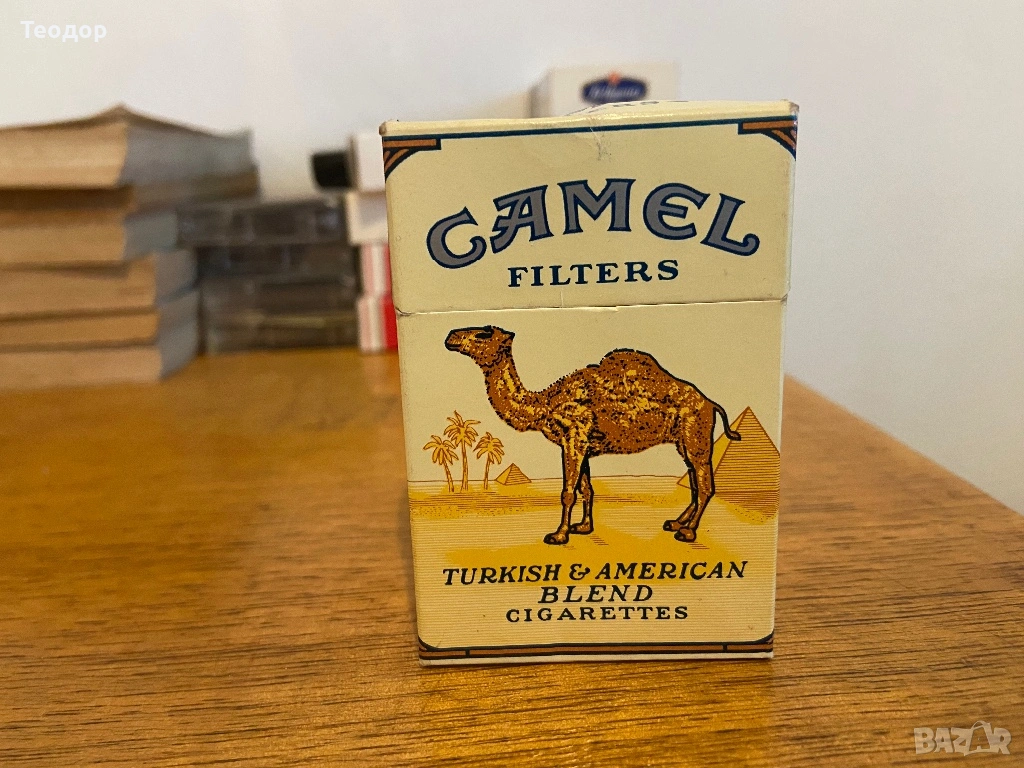 Теодор
CAMEL
FILTERS
TURKISH & AMERICAN
BLEND
CIGARETTES
BAZAR